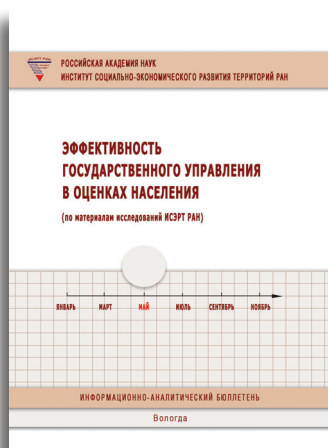 РОССИЙСКАЯ АКАДЕМИЯ НАУК
ИНСТИТУТ СОЦИАЛЬНО-ЭКОНОМИЧЕСКОГО РАЗВИТИЯ ТЕРРИТОРИЙ РАН
ЭФФЕКТИВНОСТЬ
ГОСУДАРСТВЕННОГО УПРАВЛЕНИЯ
В ОЦЕНКАХ НАСЕЛЕНИЯ
(по материалам исследований ИСЭРТ РАН)
ЯНВАРЬ МАРТ МАЙ ИЮЛЬ СЕНТЯБРЬ НОЯБРЬ
ИНФОРМАЦИОННО-АНАЛИТИЧЕСКИЙ БЮЛЛЕТЕНЬ
Вологда